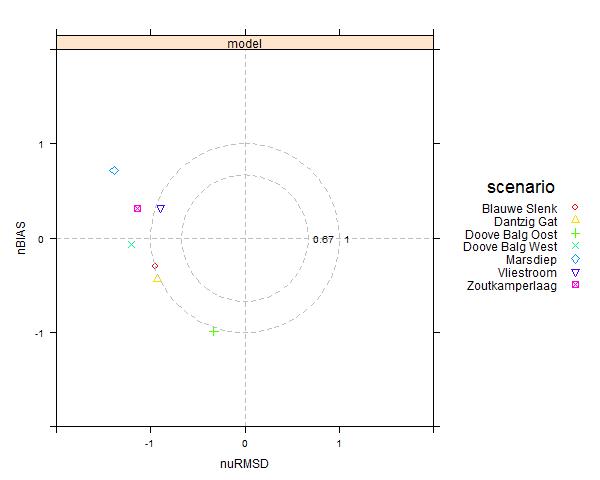 model
1
0
-1
nBIAS
0.67 1
-1 0 1
nuRMSD
scenario
Blauwe Slenk
Dantzig Gat
Doove Balg Oost
Doove Balg West
Marsdiep
Vliestroom
Zoutkamperlaag